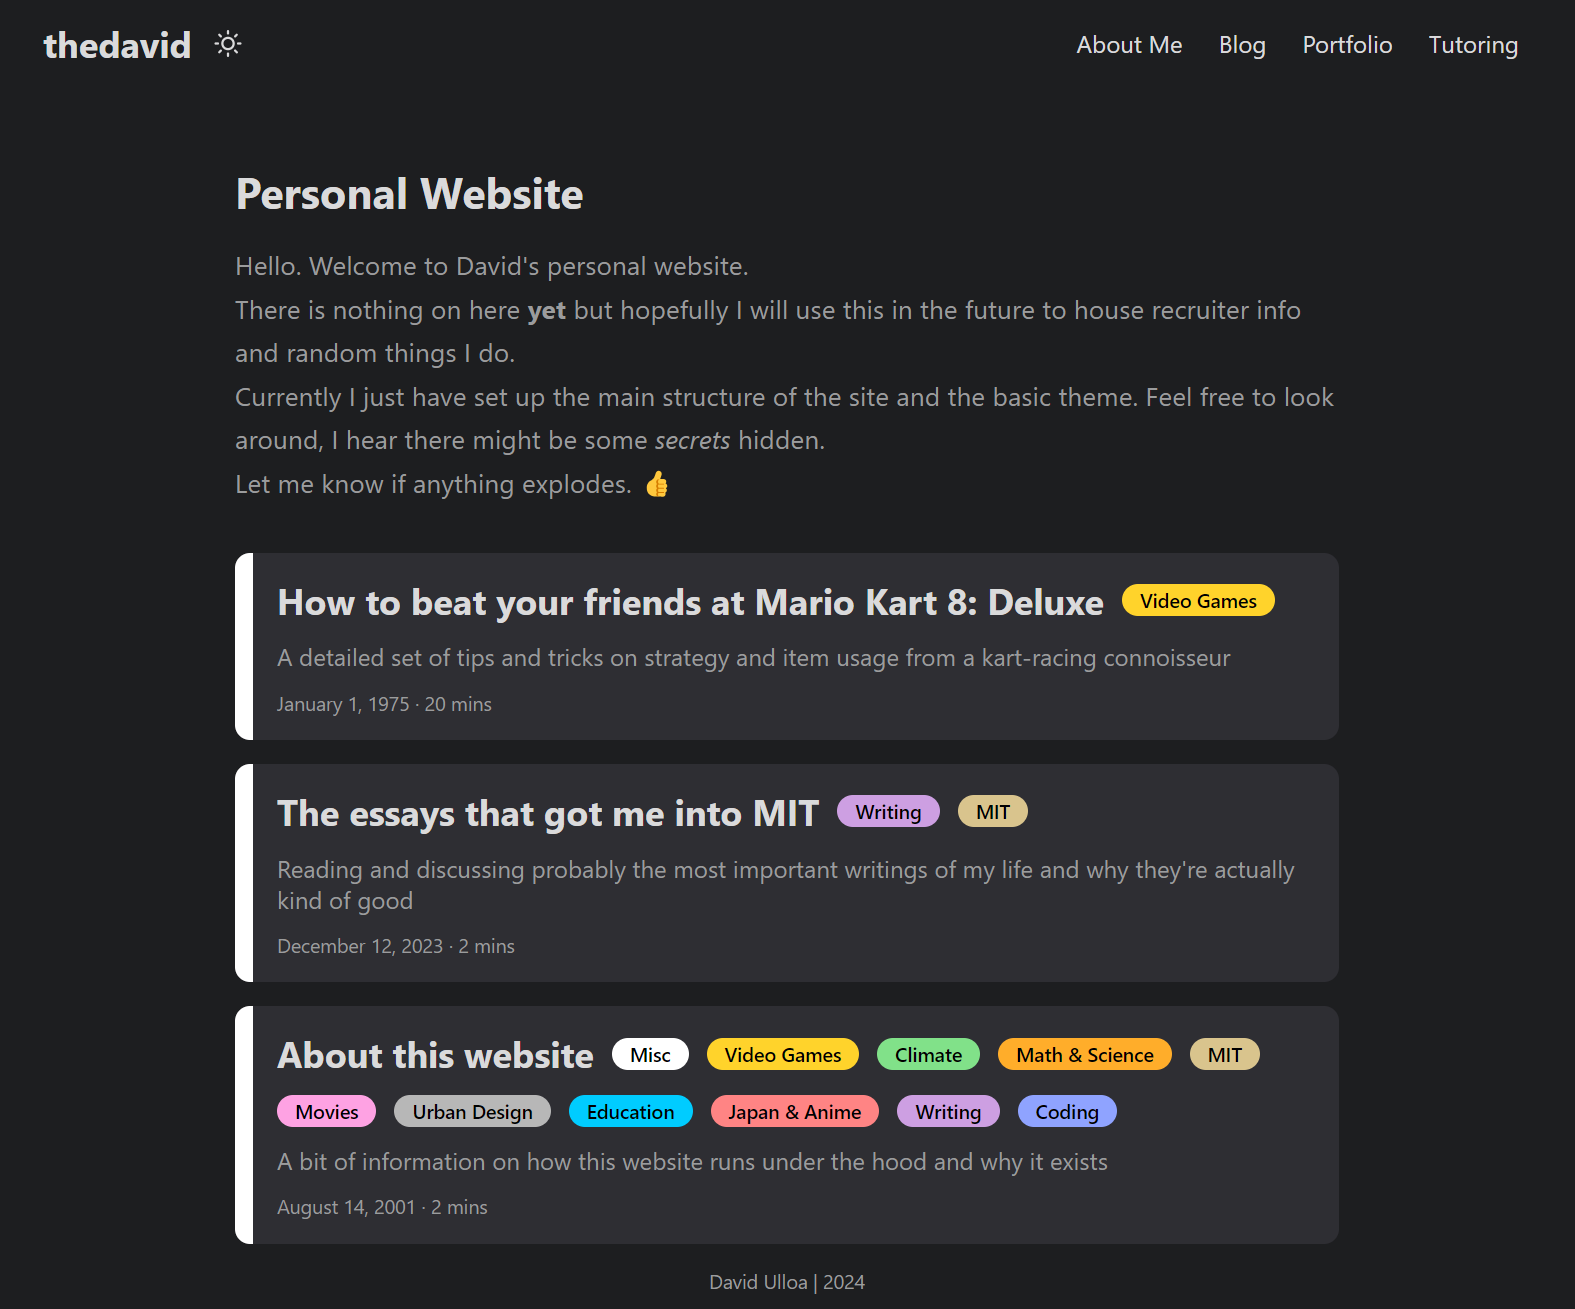 thedavid
About Me Blog Portfolio Tutoring
Personal Website
Hello. Welcome to David's personal website.
There is nothing on here yet but hopefully I will use this in the future to house recruiter info
and random things I do.
Currently I just have set up the main structure of the site and the basic theme. Feel free to look
around, I hear there might be some secrets hidden.
Let me know if anything explodes. 👍
How to beat your friends at Mario Kart 8: Deluxe Video Games
A detailed set of tips and tricks on strategy and item usage from a kart-racing connoisseur
January 1, 1975 · 20 mins
The essays that got me into MIT Writing MIT
Reading and discussing probably the most important writings of my life and why they're actually
kind of good
December 12, 2023 · 2 mins
About this website Misc Video Games Climate Math & Science MIT
Movies Urban Design Education Japan & Anime Writing Coding
A bit of information on how this website runs under the hood and why it exists
August 14, 2001 · 2 mins
David Ulloa | 2024